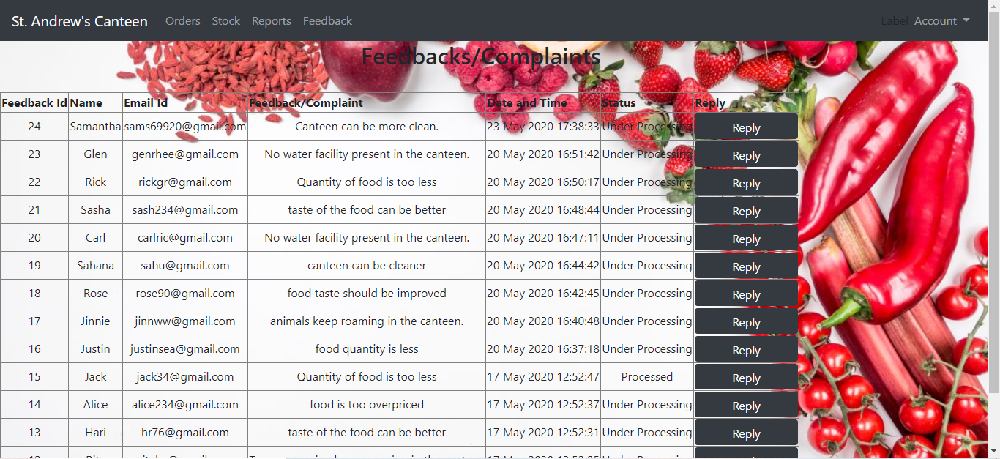 St. Andrew's Canteen Orders Stock Reports Feedback Label Account
Feedbacks/Complaints
Feedback Id Name Email Id Feedback/Complaint Date and Time Status Reply
24 Samantha sams69920@gmail.com Canteen can be more clean. 23 May 2020 17:38:33 Under Processing Reply
23 Glen genrhee@gmail.com No water facility present in the canteen. 20 May 2020 16:51:42 Under Processing Reply
22 Rick rickgr@gmail.com Quantity of food is too less 20 May 2020 16:50:17 Under Processing Reply
21 Sasha sash234@gmail.com taste of the food can be better 20 May 2020 16:48:44 Under Processing Reply
20 Carl carlric@gmail.com No water facility present in the canteen. 20 May 2020 16:47:11 Under Processing Reply
19 Sahana sahu@gmail.com canteen can be cleaner 20 May 2020 16:44:42 Under Processing Reply
18 Rose rose90@gmail.com food taste should be improved 20 May 2020 16:42:45 Under Processing Reply
17 Jinnie jinnww@gmail.com animals keep roaming in the canteen. 20 May 2020 16:40:48 Under Processing Reply
16 Justin justinsea@gmail.com food quantity is less 20 May 2020 16:37:18 Under Processing Reply
15 Jack jack34@gmail.com Quantity of food is too less 17 May 2020 12:52:47 Processed Reply
14 Alice alice234@gmail.com food is too overpriced 17 May 2020 12:52:37 Under Processing Reply
13 Hari hr76@gmail.com taste of the food can be better 17 May 2020 12:52:31 Under Processing Reply